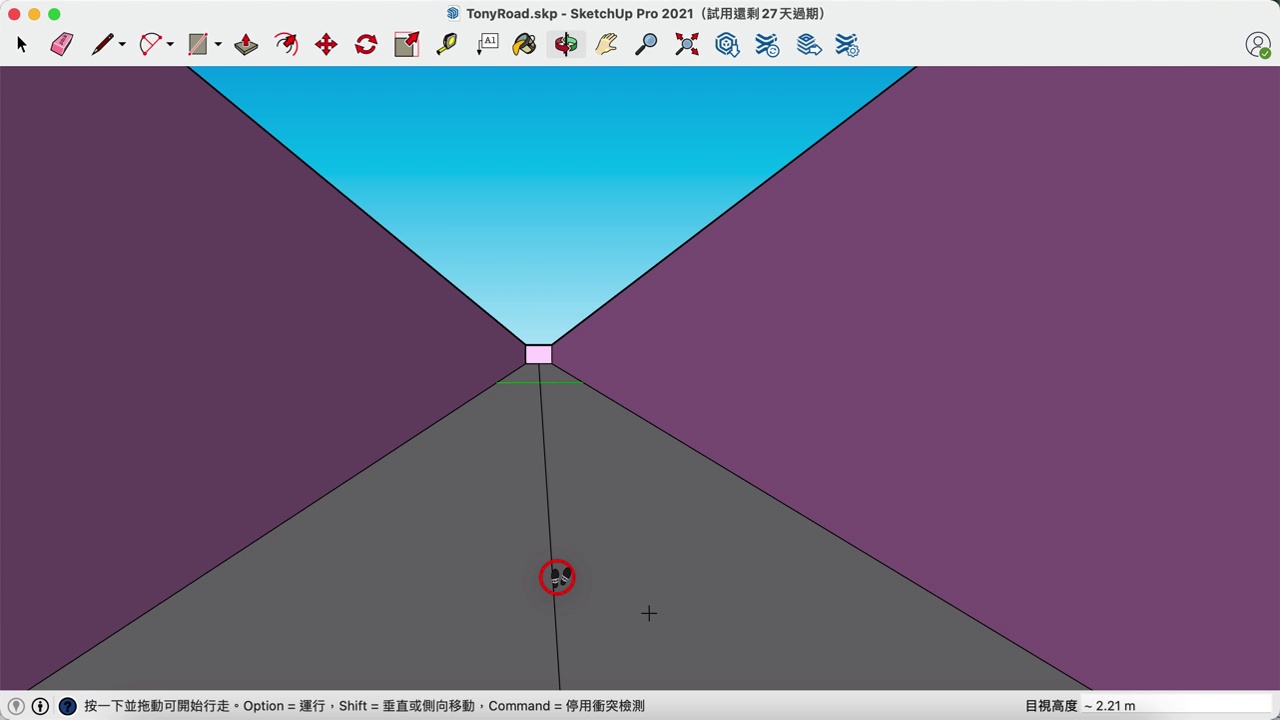 TonyRoad.skp - SketchUp Pro 2021（試用還剩 27 天過期）
A1
按一下並拖動可開始行走。Option = 運行，Shift = 垂直或側向移動，Command = 停用衝突檢測
目視高度 ~ 2.21 m